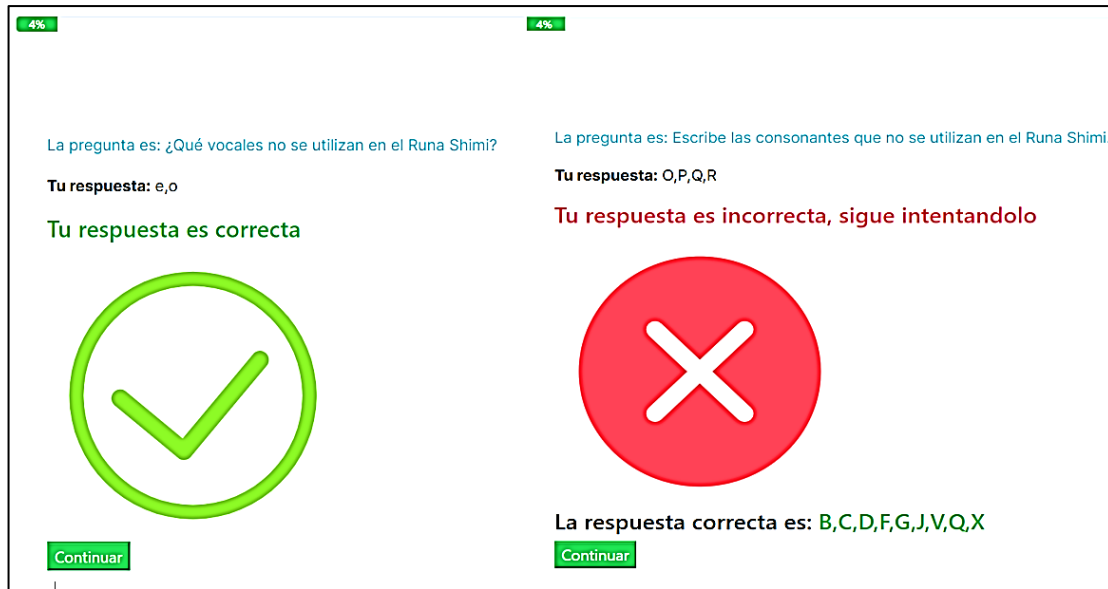 4%
La pregunta es: ¿Qué vocales no se utilizan en el Runa Shimi?
Tu respuesta: e,o
Tu respuesta es correcta
Continuar
4%
La pregunta es: Escribe las consonantes que no se utilizan en el Runa Shimi
Tu respuesta: O,P,Q,R
Tu respuesta es incorrecta, sigue intentandolo
La respuesta correcta es: B,C,D,F,G,J,V,Q,X
Continuar